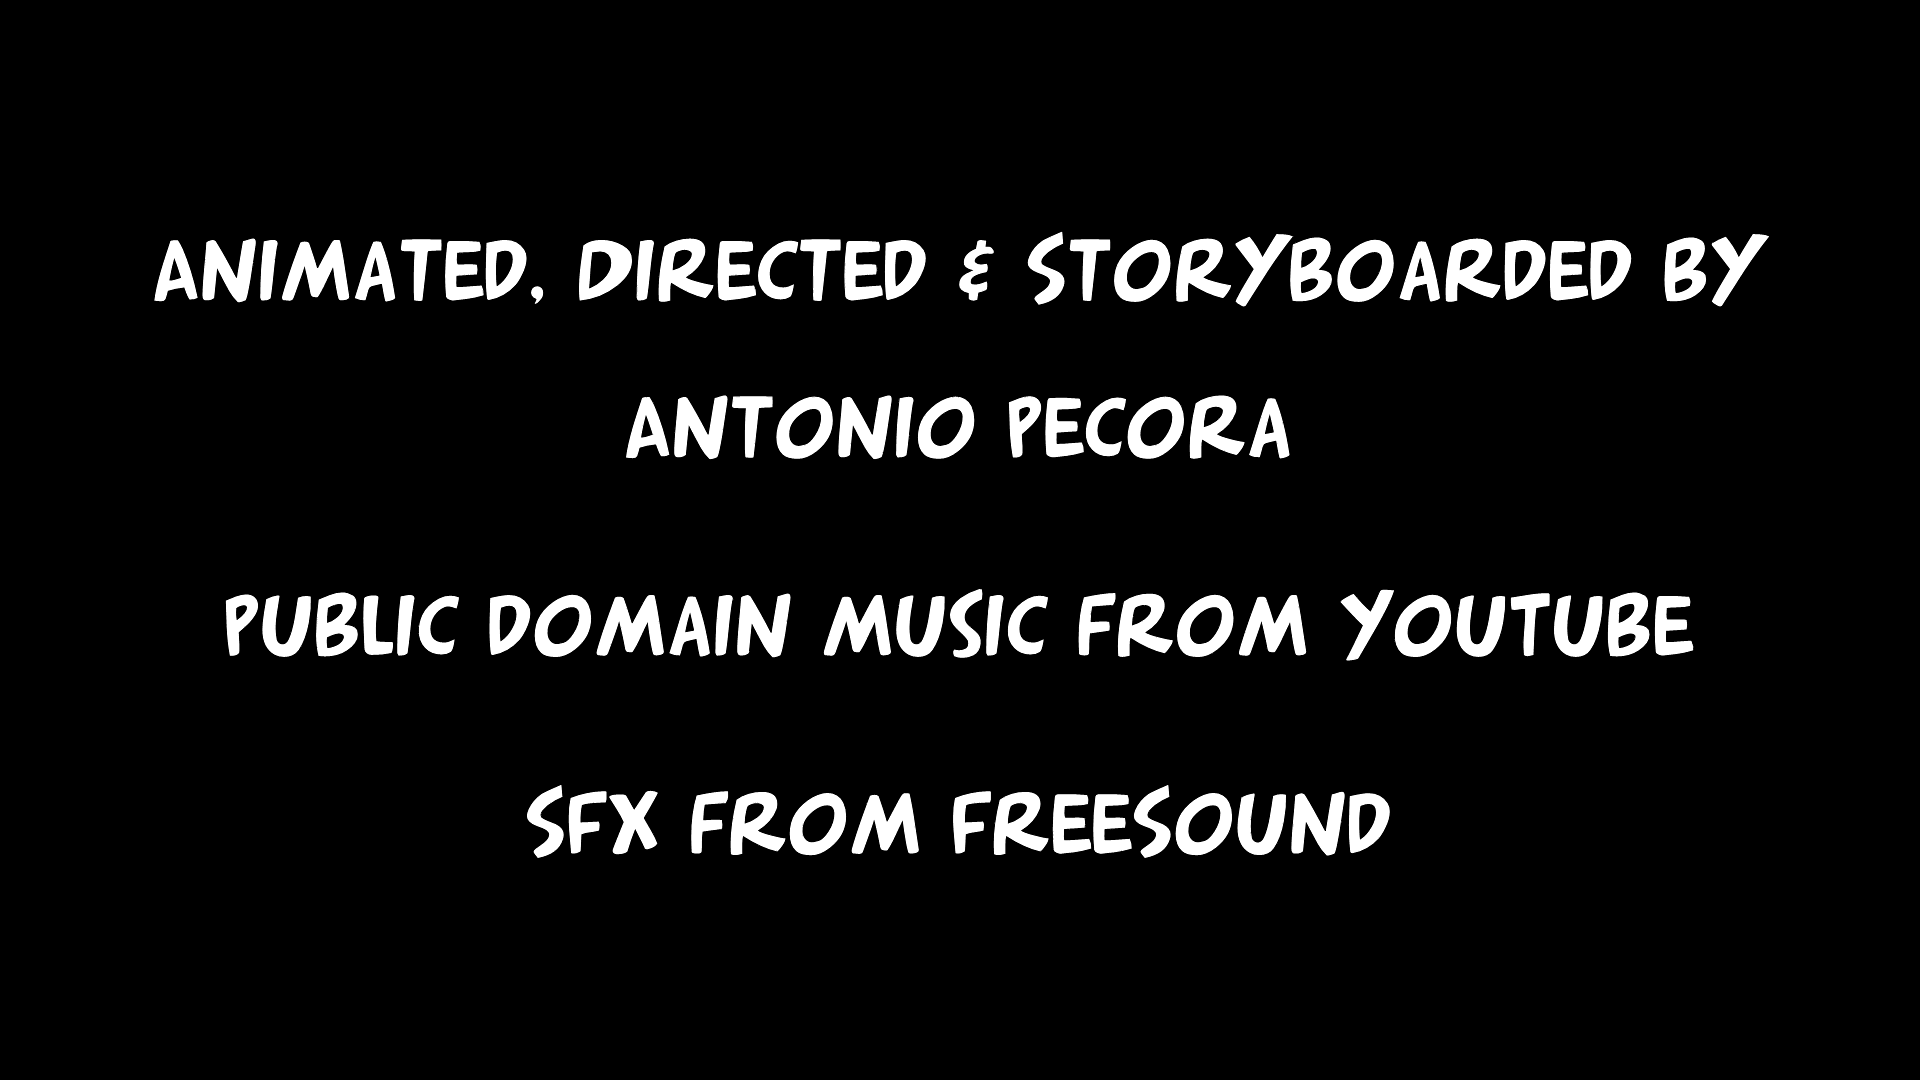 ANIMATED, DIRECTED & STORYBOARDED BY
ANTONIO PECORA
PUBLIC DOMAIN MUSIC FROM YOUTUBE
SFX FROM FREESOUND